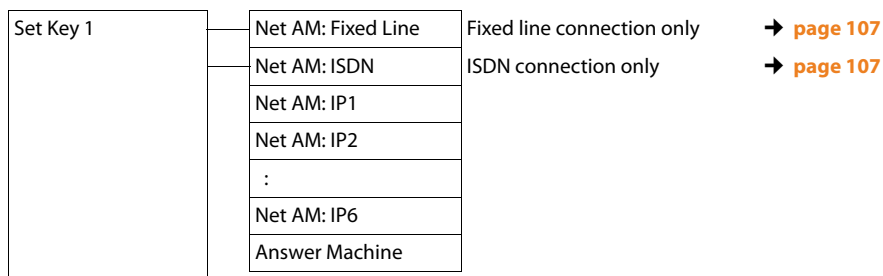 Set Key 1 Net AM: Fixed Line Fixed line connection only ➔ page 107
Net AM: ISDN ISDN connection only ➔ page 107
Net AM: IP1
Net AM: IP2
:
Net AM: IP6
Answer Machine